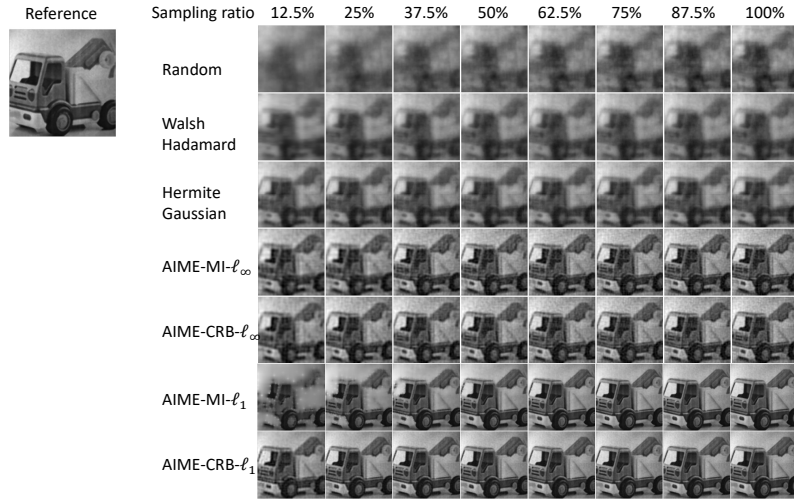 Reference
Sampling ratio 12.5% 25% 37.5% 50% 62.5% 75% 87.5% 100%
Random
Walsh
Hadamard
Hermite
Gaussian
AIME-MI-ℓ∞
AIME-CRB-ℓ∞
AIME-MI-ℓ1
AIME-CRB-ℓ1